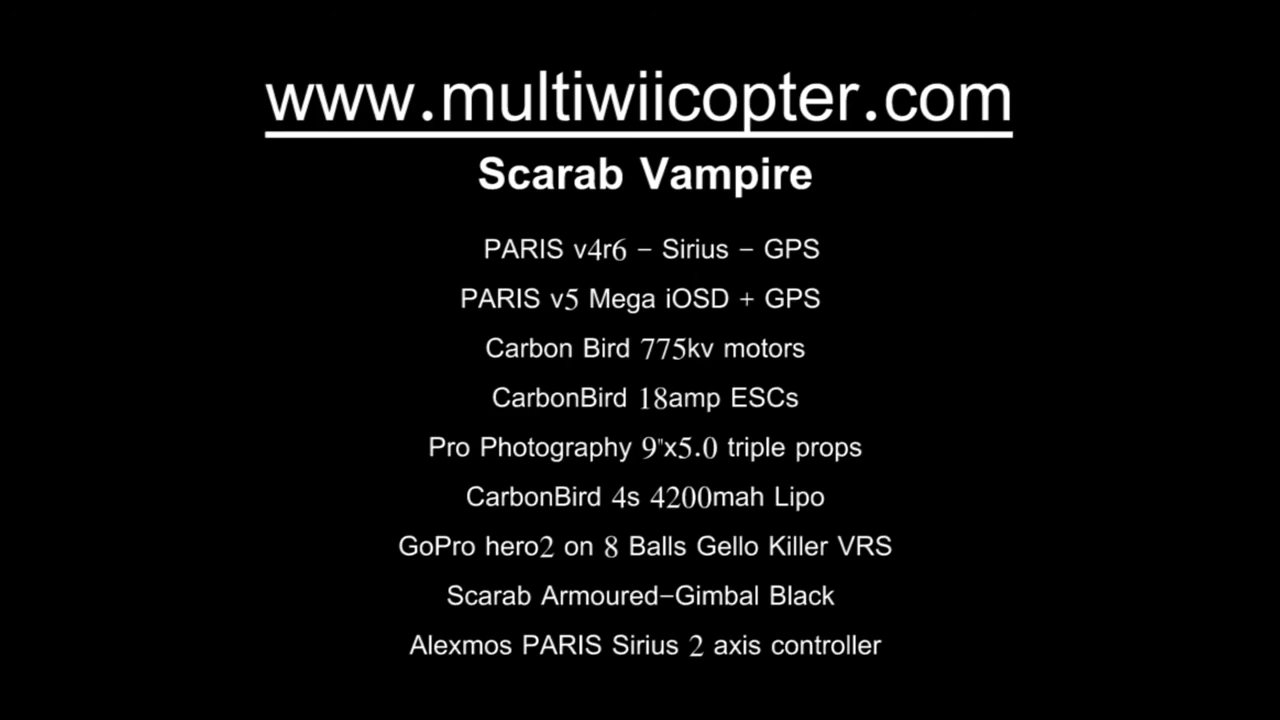 www.multiwiicopter.com
Scarab Vampire
PARIS v4r6 - Sirius - GPS
PARIS v5 Mega iOSD + GPS
Carbon Bird 775kv motors
CarbonBird 18amp ESCs
Pro Photography 9"x5.0 triple props
CarbonBird 4s 4200mah Lipo
GoPro hero2 on 8 Balls Gello Killer VRS
Scarab Armoured-Gimbal Black
Alexmos PARIS Sirius 2 axis controller